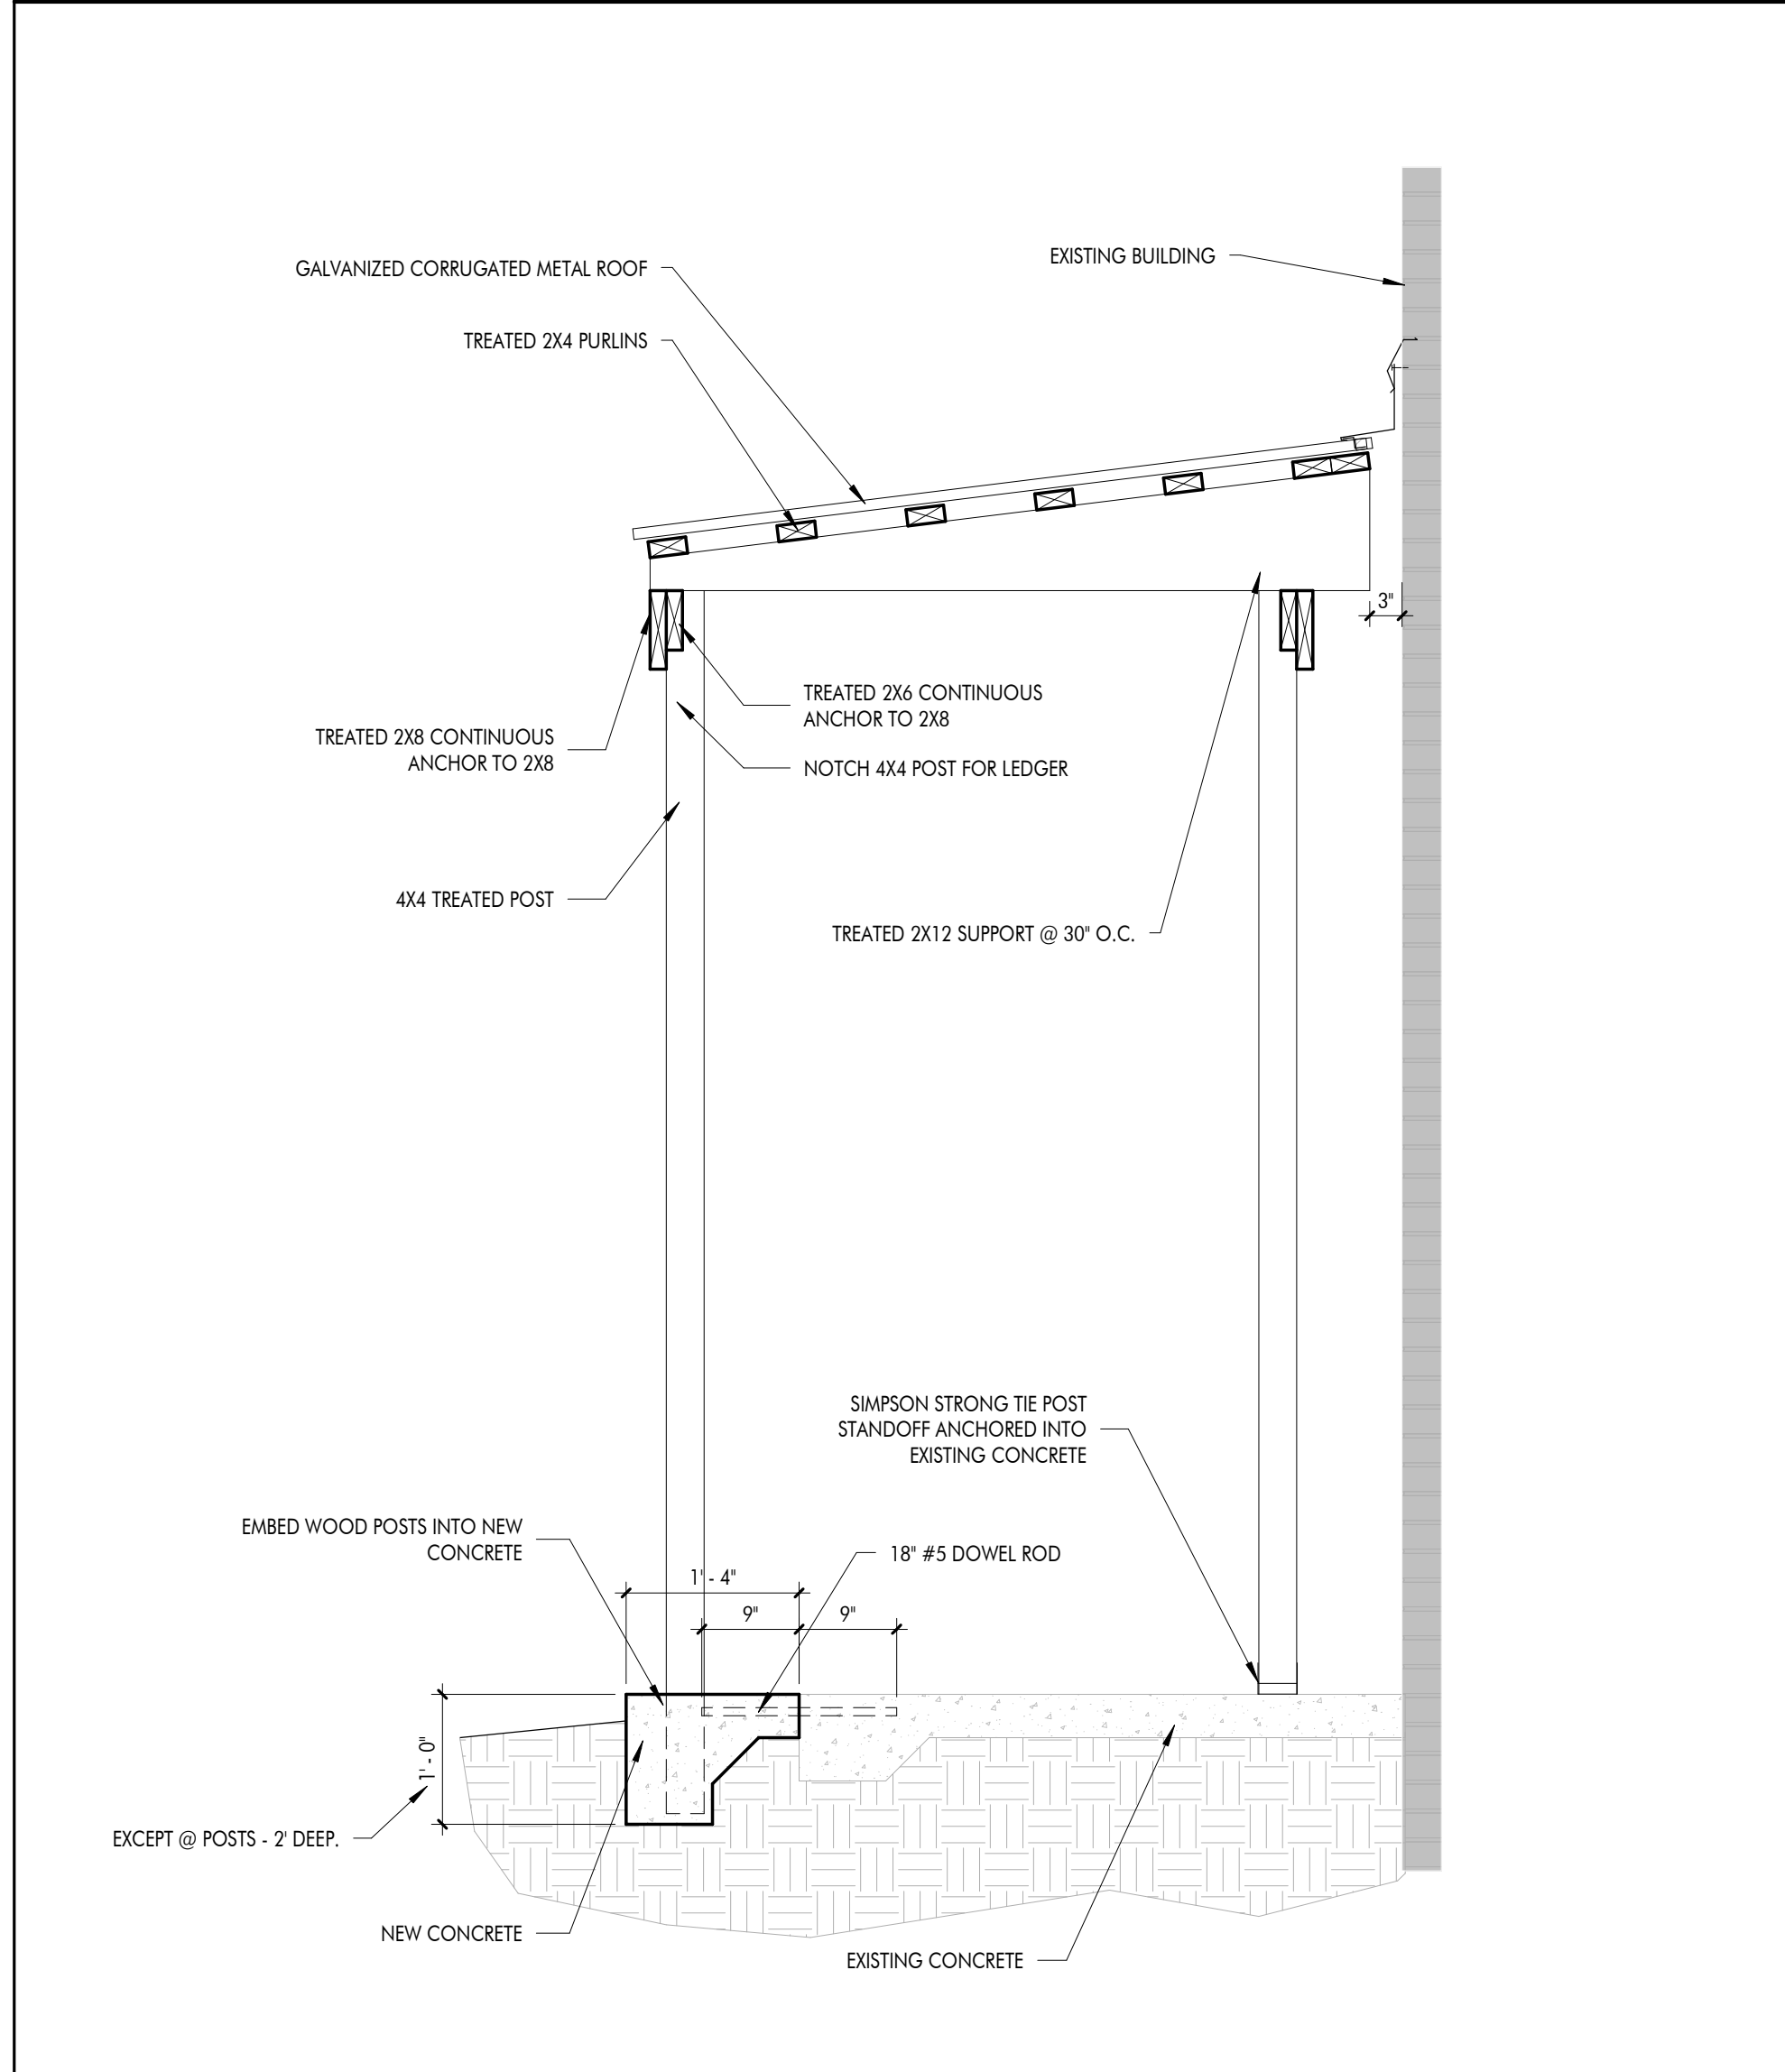 EXISTING BUILDING
GALVANIZED CORRUGATED METAL ROOF
TREATED 2X4 PURLINS
3"
TREATED 2X6 CONTINUOUS
ANCHOR TO 2X8
TREATED 2X8 CONTINUOUS
ANCHOR TO 2X8
NOTCH 4X4 POST FOR LEDGER
4X4 TREATED POST
TREATED 2X12 SUPPORT @ 30" O.C.
SIMPSON STRONG TIE POST
STANDOFF ANCHORED INTO
EXISTING CONCRETE
EMBED WOOD POSTS INTO NEW
CONCRETE
18" #5 DOWEL ROD
1' - 4"
9"
9"
1' - 0"
EXCEPT @ POSTS - 2' DEEP.
NEW CONCRETE
EXISTING CONCRETE